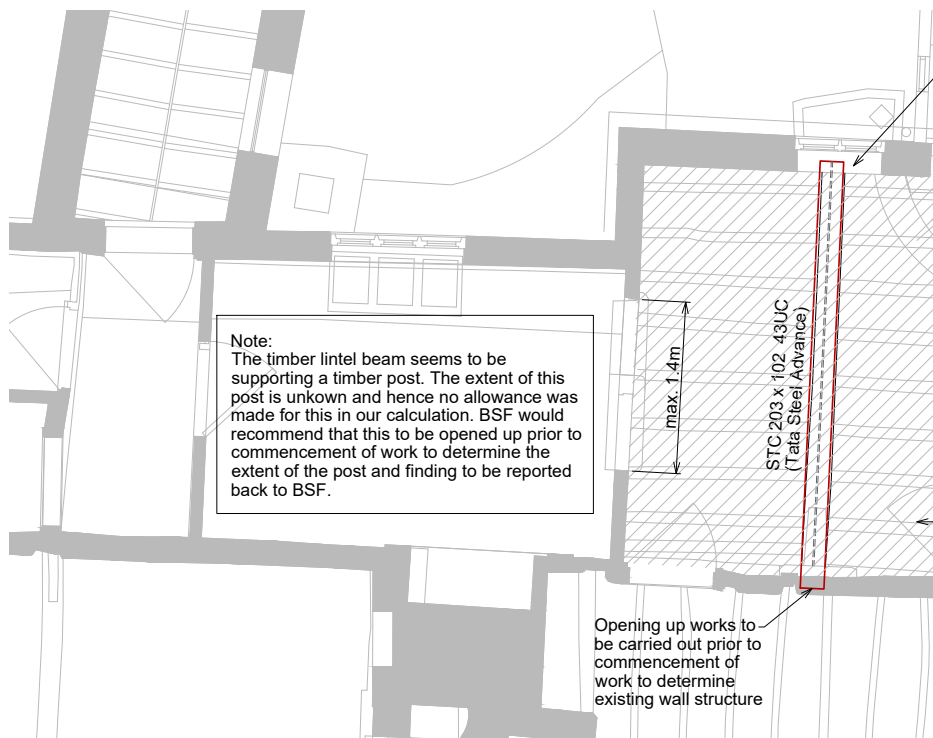 Note:
The timber lintel beam seems to be
supporting a timber post. The extent of this
post is unkown and hence no allowance was
made for this in our calculation. BSF would
recommend that this to be opened up prior to
commencement of work to determine the
extent of the post and finding to be reported
back to BSF.
max. 1.4m
STC 203 x 102 43UC
(Tata Steel Advance)
Opening up works to
be carried out prior to
commencement of
work to determine
existing wall structure